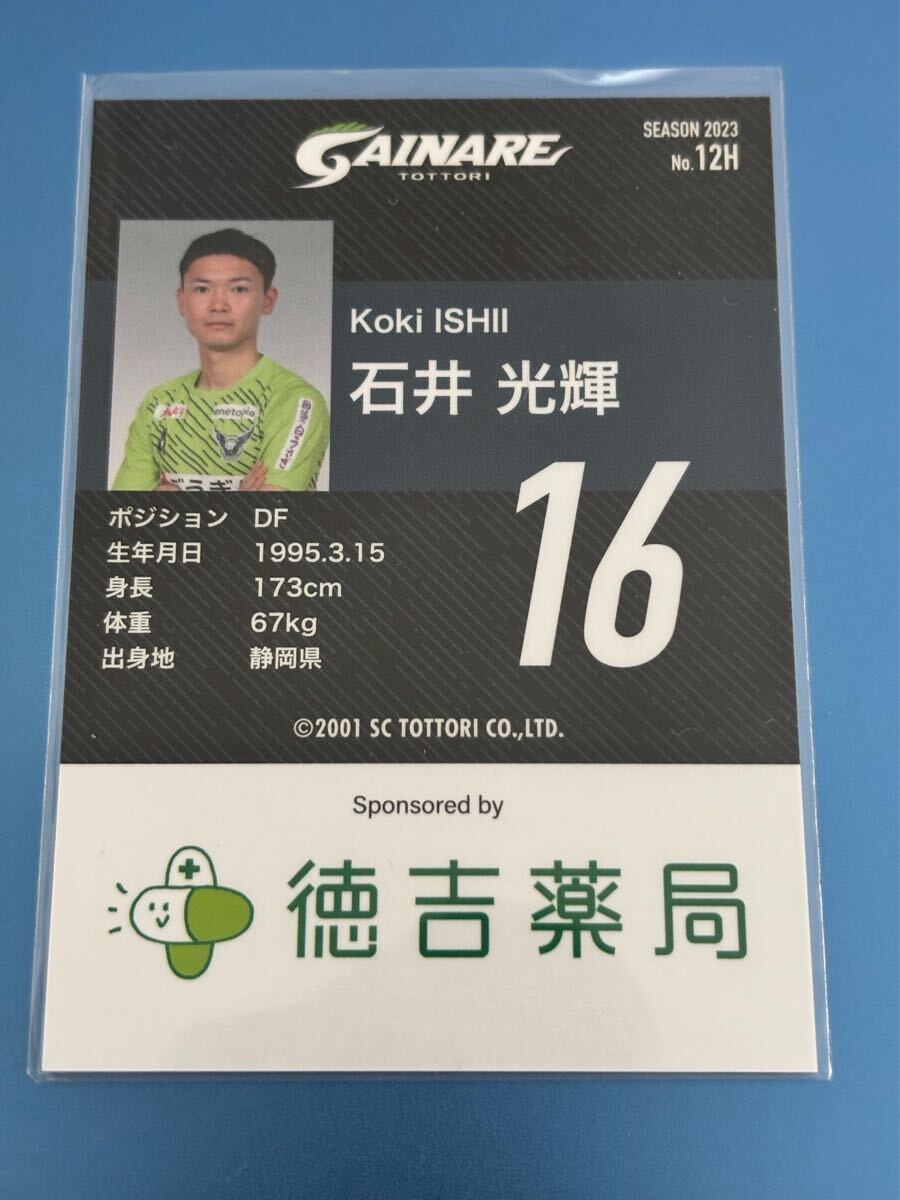 GAINARE
TOTTORI
SEASON 2023
No.12H
Koki ISHII
石井 光輝
enetopia
16
ポジション DF
生年月日 1995.3.15
身長 173cm
体重 67kg
出身地 静岡県
©2001 SC TOTTORI CO.,LTD.
Sponsored by
徳吉薬局